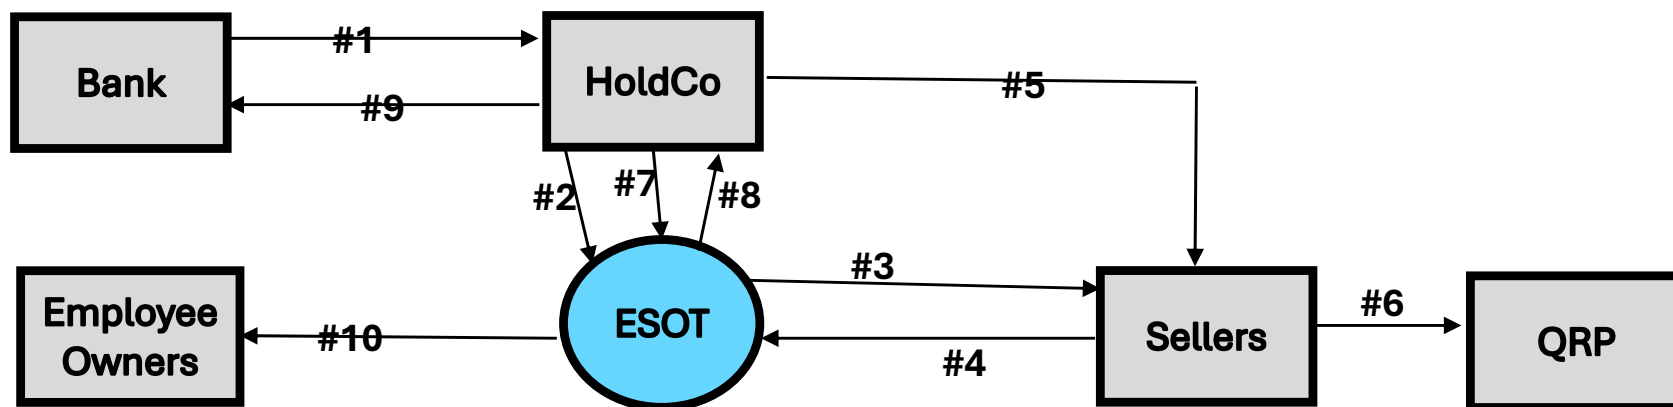 #1
Bank
HoldCo
#5
#9
#2
#7
#8
#3
Employee
Owners
#10
ESOT
#4
Sellers
#6
QRP